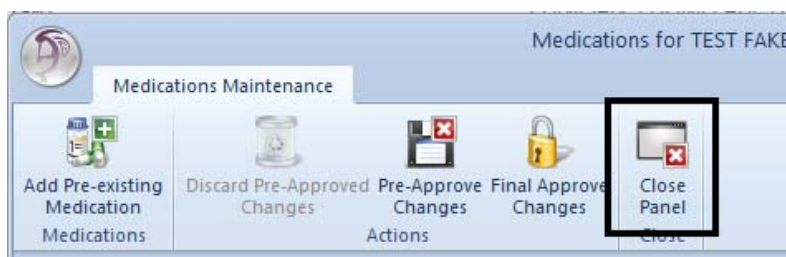 Medications for TEST FAKE
Medications Maintenance
Add Pre-existing Medication
Discard Pre-Approved Changes
Pre-Approve Changes
Final Approve Changes
Close Panel
Medications
Actions
Close